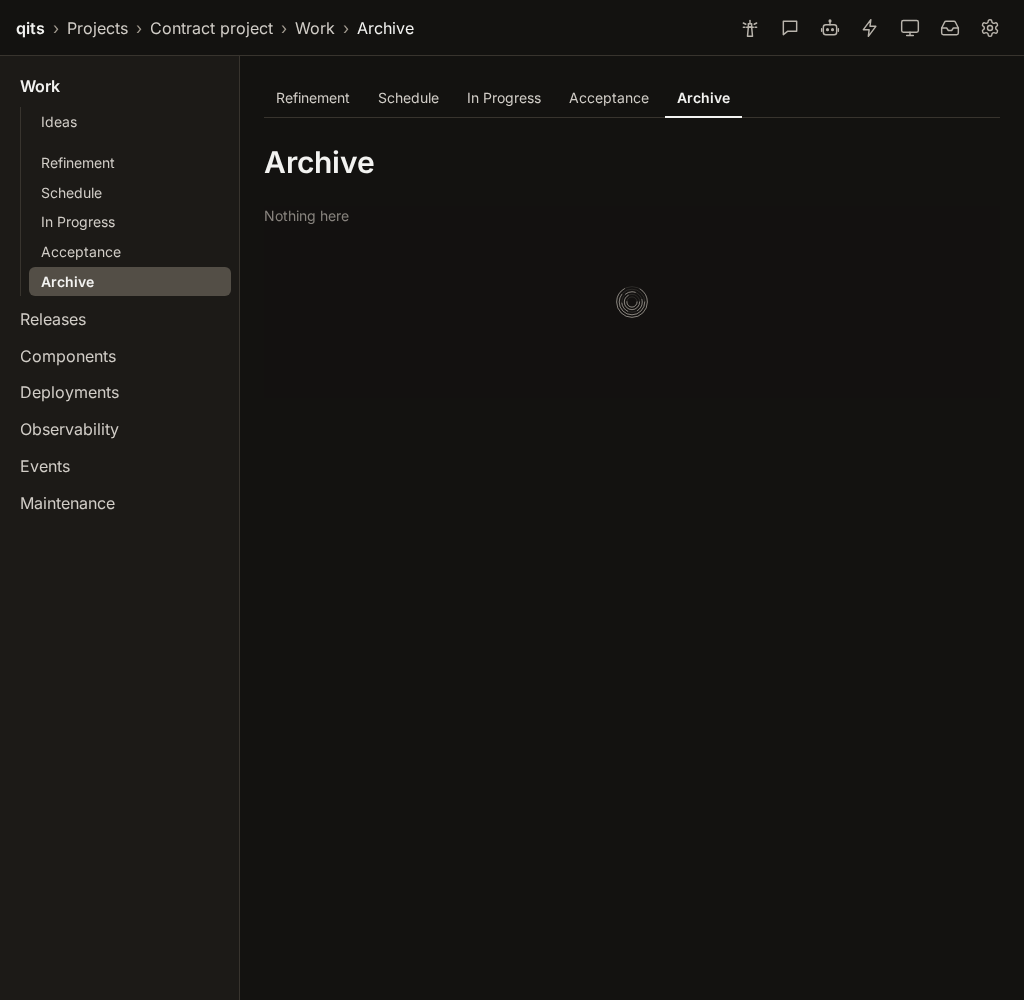 qits › Projects › Contract project › Work › Archive
Work
Ideas
Refinement
Schedule
In Progress
Acceptance
Archive
Releases
Components
Deployments
Observability
Events
Maintenance
Refinement Schedule In Progress Acceptance Archive
Archive
Nothing here